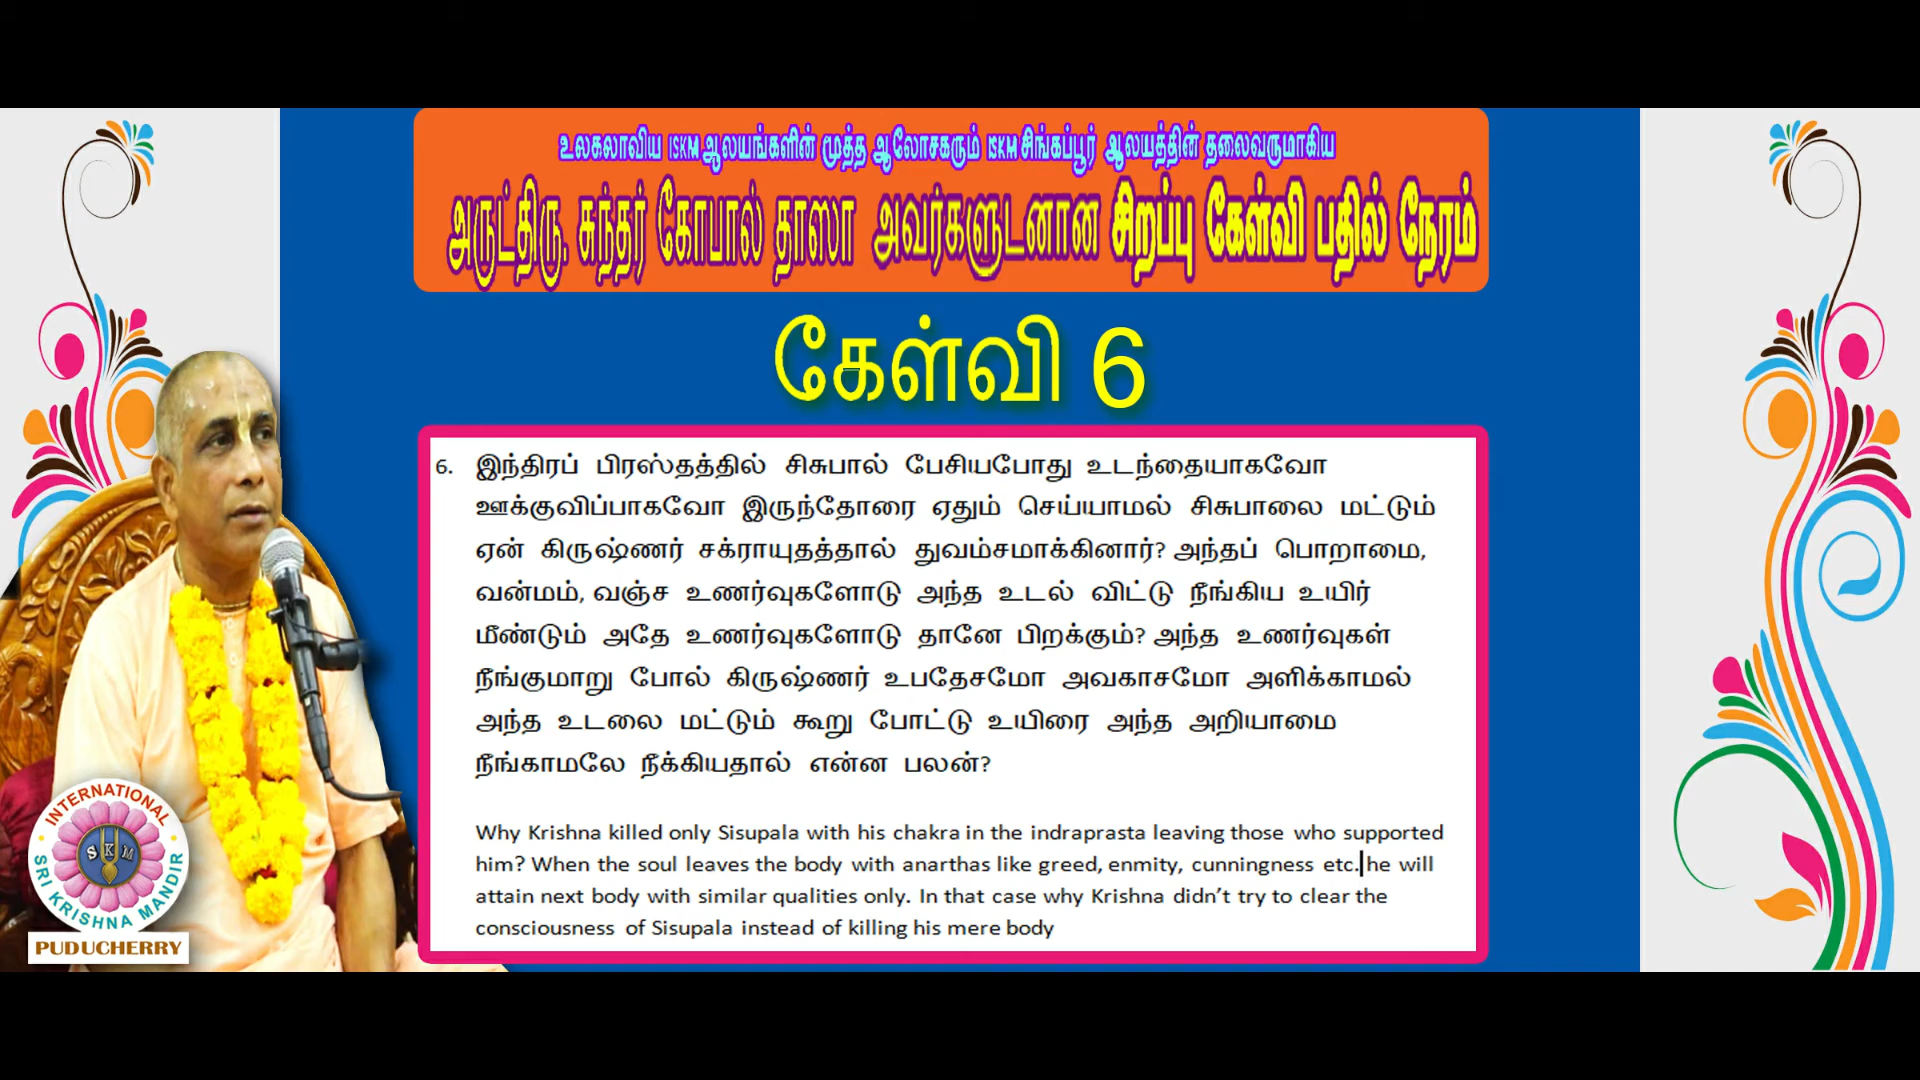 உலகலாவிய ISKM ஆலயங்களின் மூத்த ஆலோசகரும் ISKM சிங்கப்பூர் ஆலயத்தின் தலைவருமாகிய
அருட்திரு. சுந்தர் கோபால் தாஸா அவர்களுடனான சிறப்பு கேள்வி பதில் நேரம்
கேள்வி 6
6. இந்திரப் பிரஸ்தத்தில் சிசுபால் பேசியபோது உடந்தையாகவோ
ஊக்குவிப்பாகவோ இருந்தோரை ஏதும் செய்யாமல் சிசுபாலை மட்டும்
ஏன் கிருஷ்ணர் சக்ராயுதத்தால் துவம்சமாக்கினார்? அந்தப் பொறாமை,
வன்மம், வஞ்ச உணர்வுகளோடு அந்த உடல் விட்டு நீங்கிய உயிர்
மீண்டும் அதே உணர்வுகளோடு தானே பிறக்கும்? அந்த உணர்வுகள்
நீங்குமாறு போல் கிருஷ்ணர் உபதேசமோ அவகாசமோ அளிக்காமல்
அந்த உடலை மட்டும் கூறு போட்டு உயிரை அந்த அறியாமை
நீங்காமலே நீக்கியதால் என்ன பலன்?
Why Krishna killed only Sisupala with his chakra in the indraprasta leaving those who supported
him? When the soul leaves the body with anarthas like greed, enmity, cunningness etc. he will
attain next body with similar qualities only. In that case why Krishna didn't try to clear the
consciousness of Sisupala instead of killing his mere body
INTERNATIONAL
SRI KRISHNA MANDIR
S K M
PUDUCHERRY